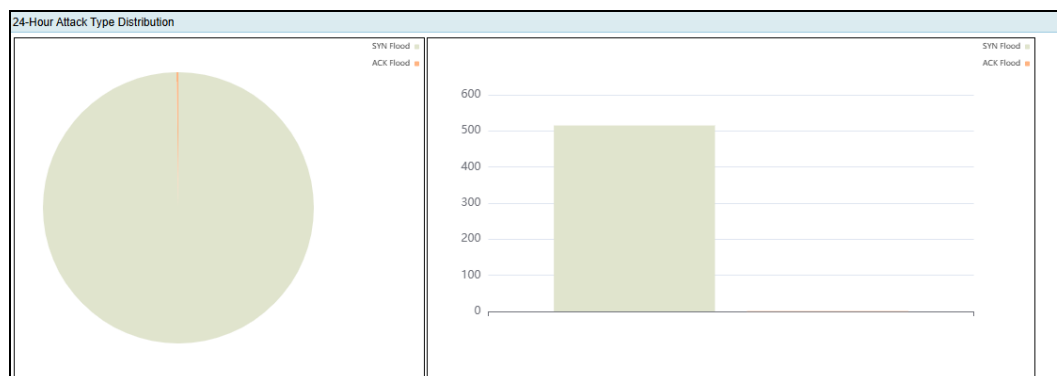 24-Hour Attack Type Distribution
SYN Flood
ACK Flood
SYN Flood
ACK Flood
600
500
400
300
200
100
0